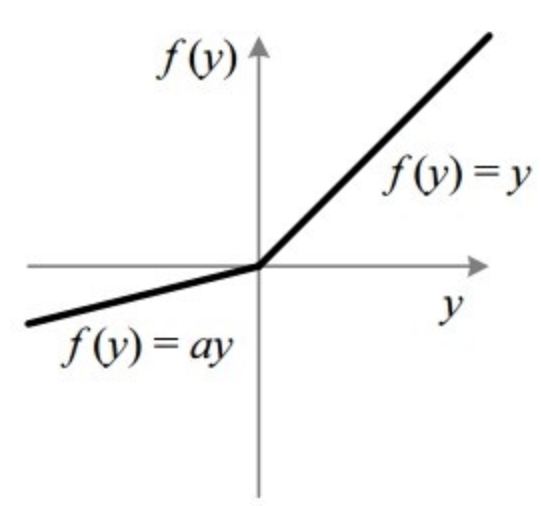 f(y)
f(y) = y
y
f(y) = ay